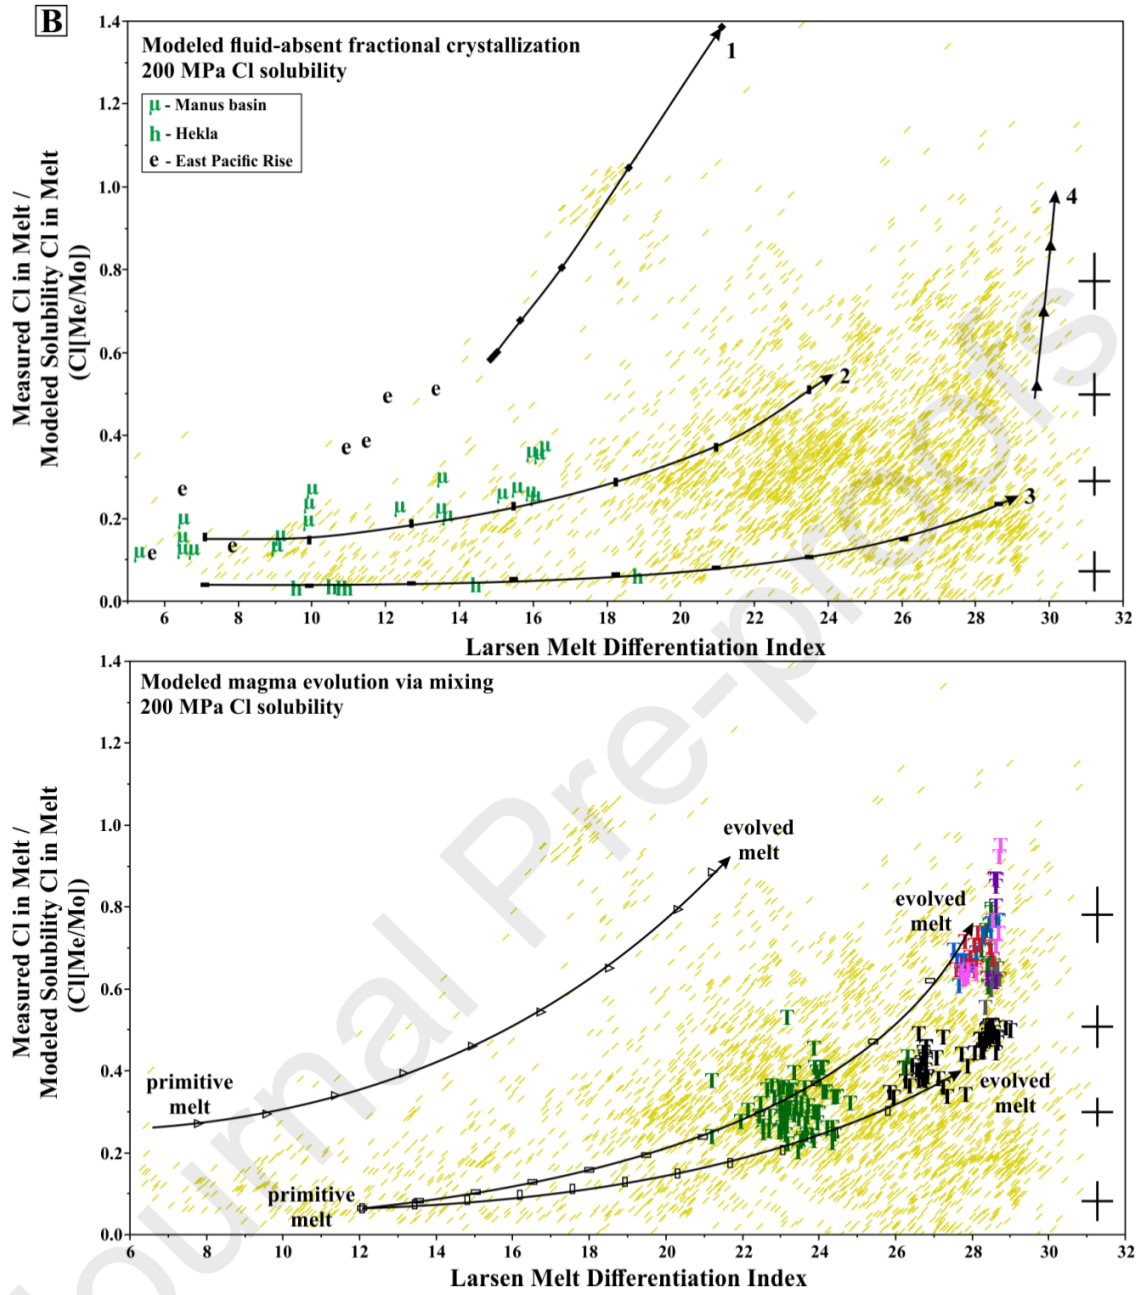 B
Modeled fluid-absent fractional crystallization
200 MPa Cl solubility
μ - Manus basin
h - Hekla
e - East Pacific Rise
Measured Cl in Melt /
Modeled Solubility Cl in Melt
(Cl[Me/Mo])
1.4
1.2
1.0
0.8
0.6
0.4
0.2
0.0
1
2
3
4
6 8 10 12 14 16 18 20 22 24 26 28 30 32
Larsen Melt Differentiation Index
Modeled magma evolution via mixing
200 MPa Cl solubility
Measured Cl in Melt /
Modeled Solubility Cl in Melt
(Cl[Me/Mo])
1.4
1.2
1.0
0.8
0.6
0.4
0.2
0.0
evolved
melt
evolved
melt
primitive
melt
evolved
melt
primitive
melt
6 8 10 12 14 16 18 20 22 24 26 28 30 32
Larsen Melt Differentiation Index
Journal Pre-proofs